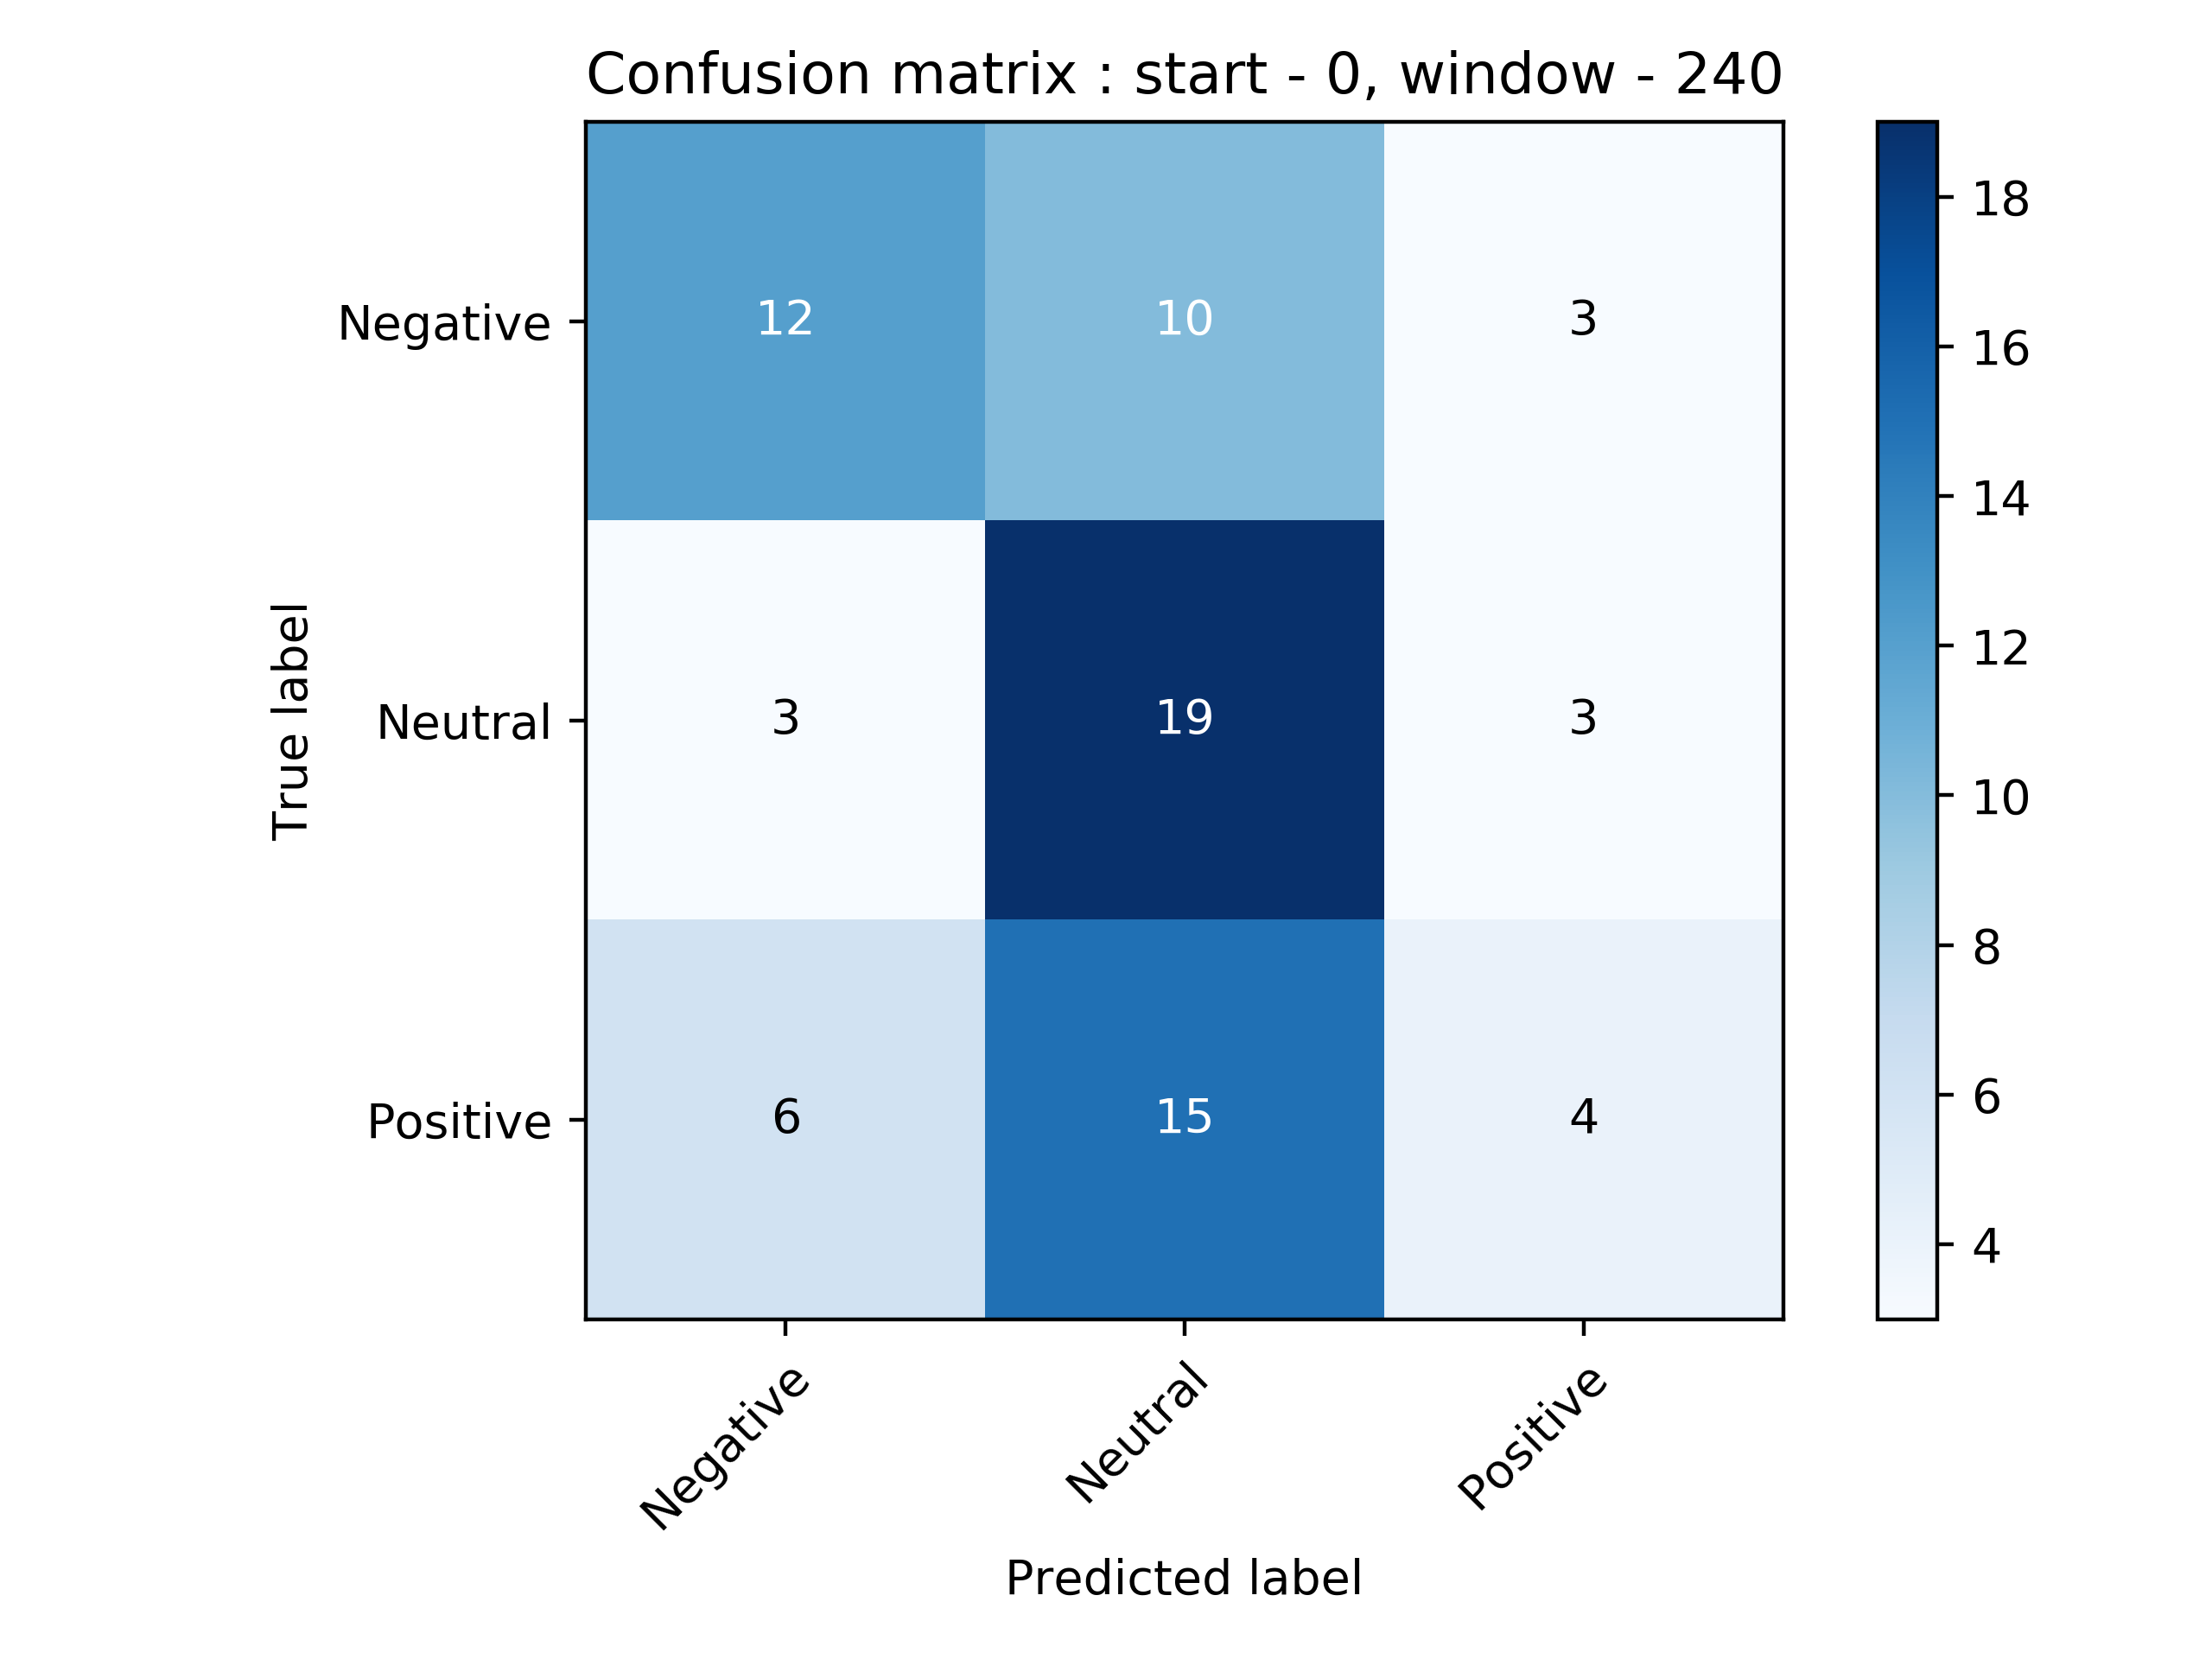 Confusion matrix : start - 0, window - 240
Negative
12
10
3
Neutral
3
19
3
Positive
6
15
4
True label
Negative
Neutral
Positive
Predicted label
18
16
14
12
10
8
6
4